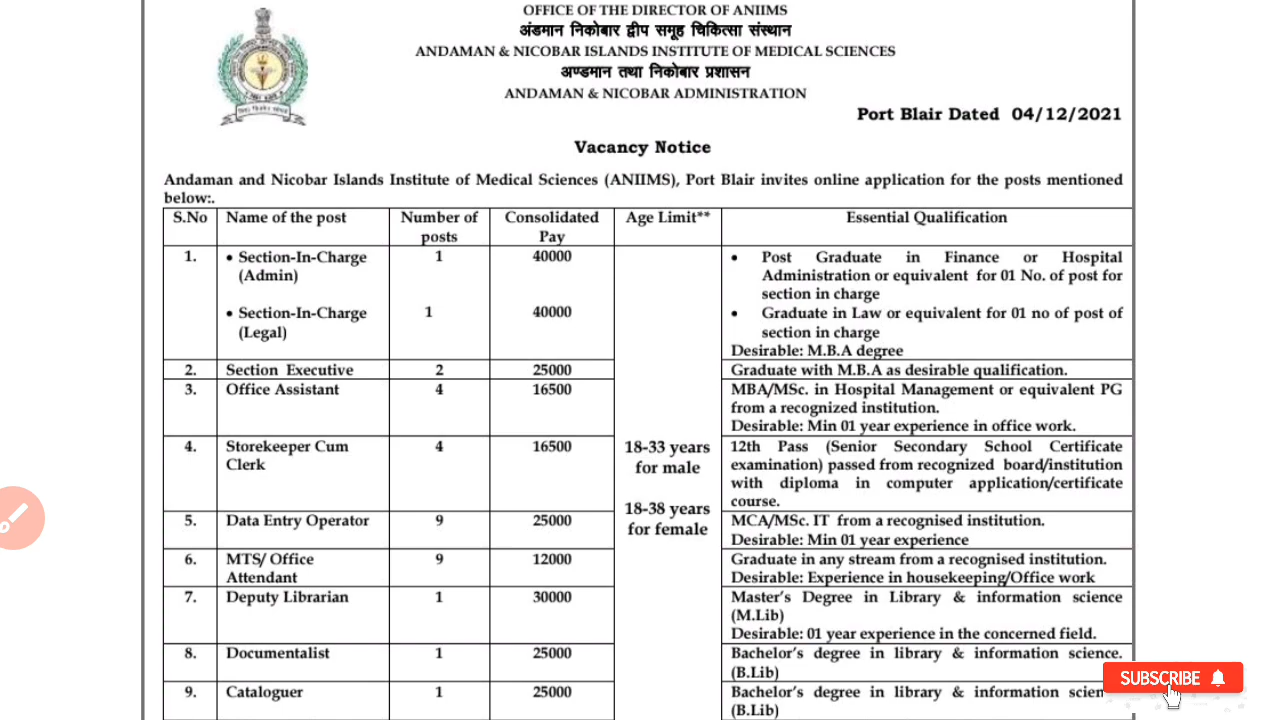 OFFICE OF THE DIRECTOR OF ANIIMS
अंडमान निकोबार द्वीप समूह चिकित्सा संस्थान
ANDAMAN & NICOBAR ISLANDS INSTITUTE OF MEDICAL SCIENCES
अण्डमान तथा निकोबार प्रशासन
ANDAMAN & NICOBAR ADMINISTRATION
Port Blair Dated 04/12/2021
Vacancy Notice
Andaman and Nicobar Islands Institute of Medical Sciences (ANIIMS), Port Blair invites online application for the posts mentioned
below:.
S.No Name of the post Number of posts Consolidated Pay Age Limit** Essential Qualification
1. • Section-In-Charge (Admin) 1 40000
• Post Graduate in Finance or Hospital
Administration or equivalent for 01 No. of post for
section in charge
• Section-In-Charge (Legal) 1 40000
• Graduate in Law or equivalent for 01 no of post of
section in charge
Desirable: M.B.A degree
2. Section Executive 2 25000 Graduate with M.B.A as desirable qualification.
3. Office Assistant 4 16500 MBA/MSc. in Hospital Management or equivalent PG
from a recognized institution.
Desirable: Min 01 year experience in office work.
4. Storekeeper Cum Clerk 4 16500
18-33 years
for male
18-38 years
for female
12th Pass (Senior Secondary School Certificate
examination) passed from recognized board/institution
with diploma in computer application/certificate
course.
5. Data Entry Operator 9 25000 MCA/MSc. IT from a recognised institution.
Desirable: Min 01 year experience
6. MTS/ Office Attendant 9 12000 Graduate in any stream from a recognised institution.
Desirable: Experience in housekeeping/Office work
7. Deputy Librarian 1 30000 Master's Degree in Library & information science
(M.Lib)
Desirable: 01 year experience in the concerned field.
8. Documentalist 1 25000 Bachelor's degree in library & information science.
(B.Lib)
9. Cataloguer 1 25000 Bachelor's degree in library & information scien
(B.Lib)
SUBSCRIBE